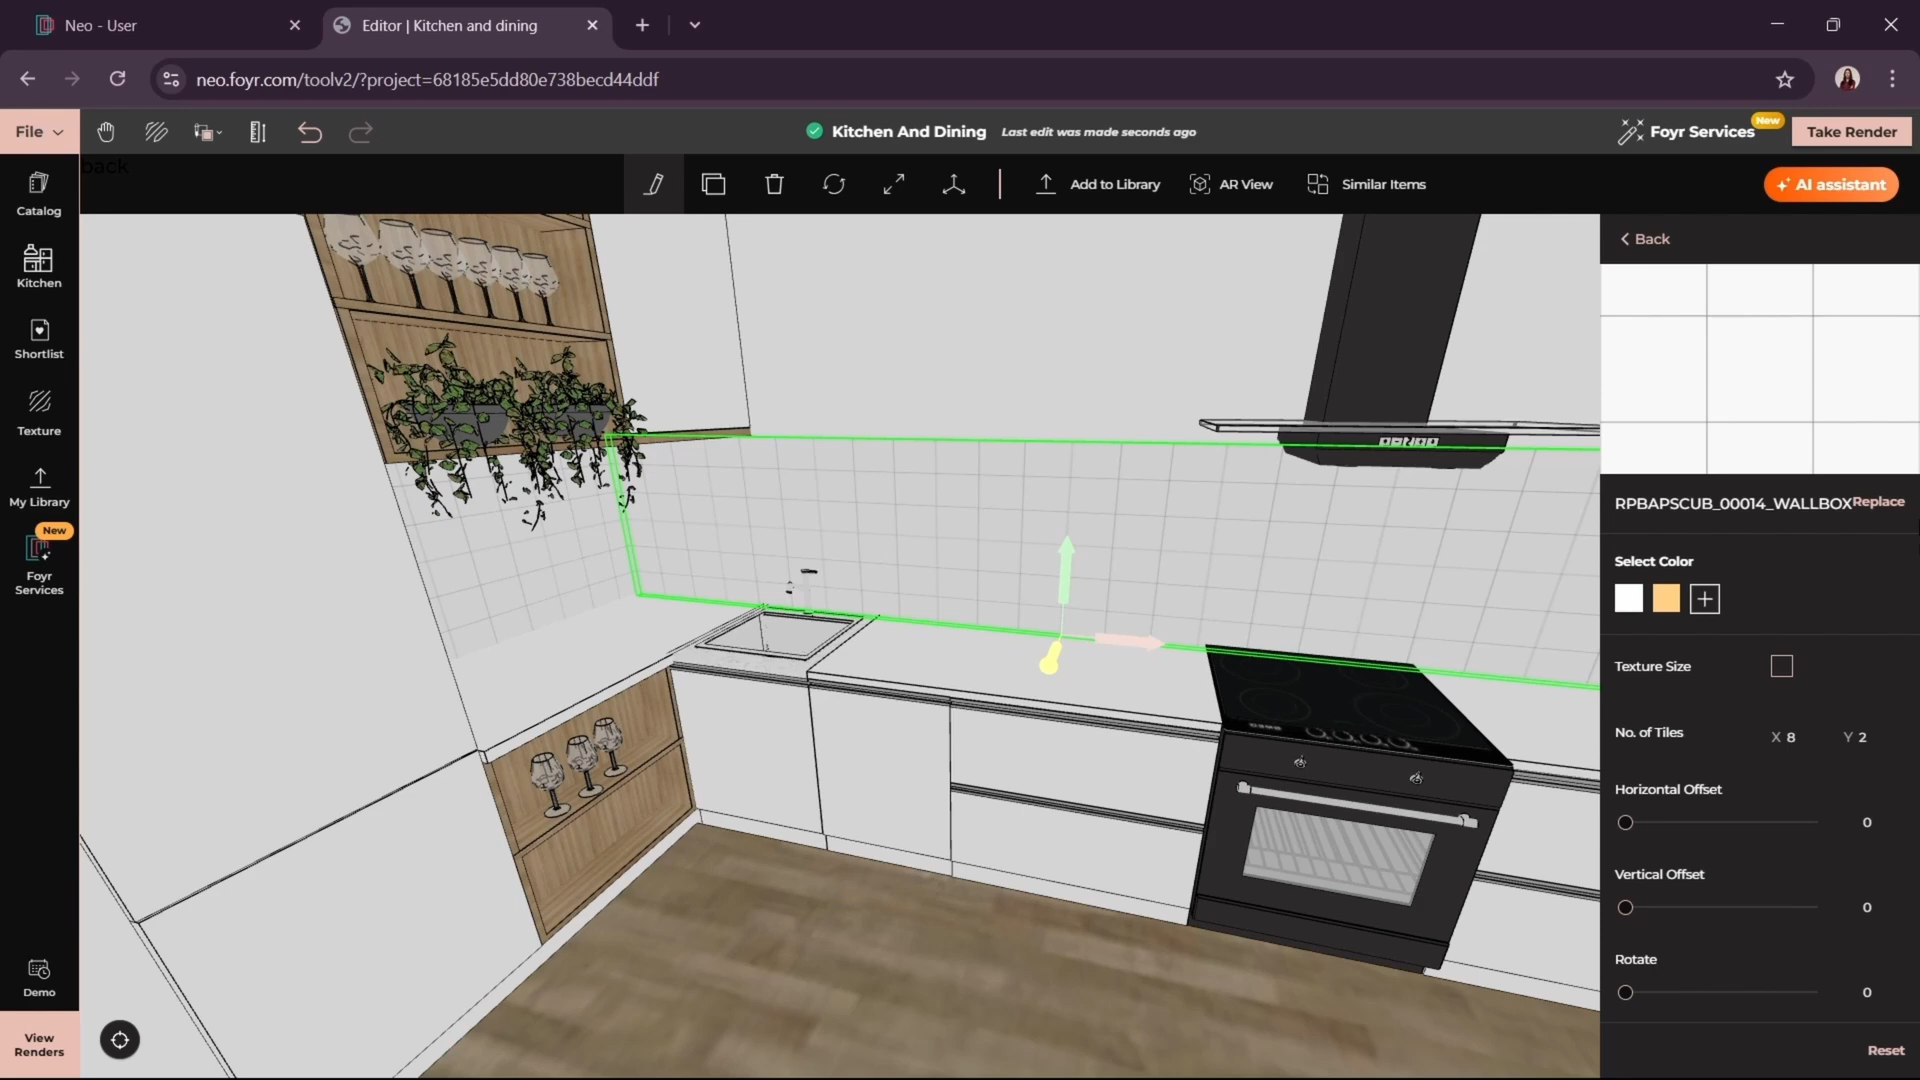 Neo - User
Editor | Kitchen and dining
neo.foyr.com/toolv2/?project=68185e5dd80e738becd44ddf
File
Kitchen And Dining
Last edit was made seconds ago
Foyr Services
New
Take Render
back
Add to Library
AR View
Similar Items
AI assistant
Catalog
Kitchen
Shortlist
Texture
My Library
New
Foyr
Services
Demo
View
Renders
Back
RPBAPSCUB_00014_WALLBOX
Replace
Select Color
Texture Size
No. of Tiles
X 8
Y 2
Horizontal Offset
0
Vertical Offset
0
Rotate
0
Reset